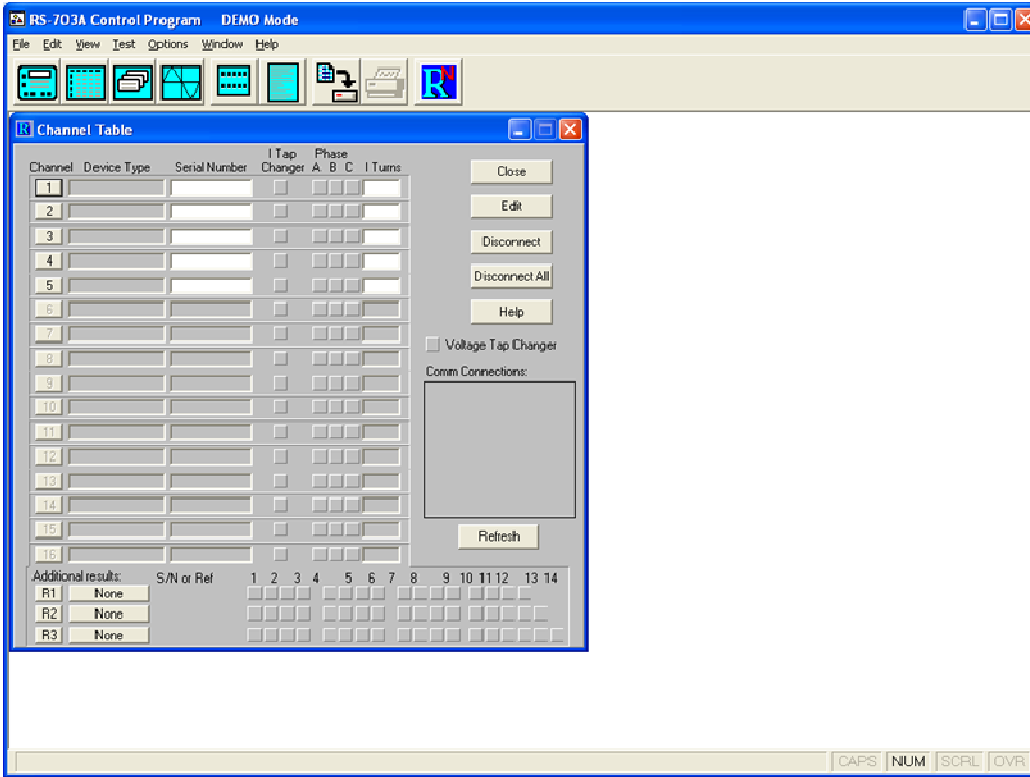 RS-703A Control Program DEMO Mode
File Edit View Test Options Window Help
RN
R Channel Table
I Tap Phase
Channel Device Type Serial Number Changer A B C I Turns
1
2
3
4
5
6
7
8
9
10
11
12
13
14
15
16
Close
Edit
Disconnect
Disconnect All
Help
Voltage Tap Changer
Comm Connections:
Refresh
Additional results: S/N or Ref 1 2 3 4 5 6 7 8 9 10 11 12 13 14
R1 None
R2 None
R3 None
CAPS NUM SCRL OVR